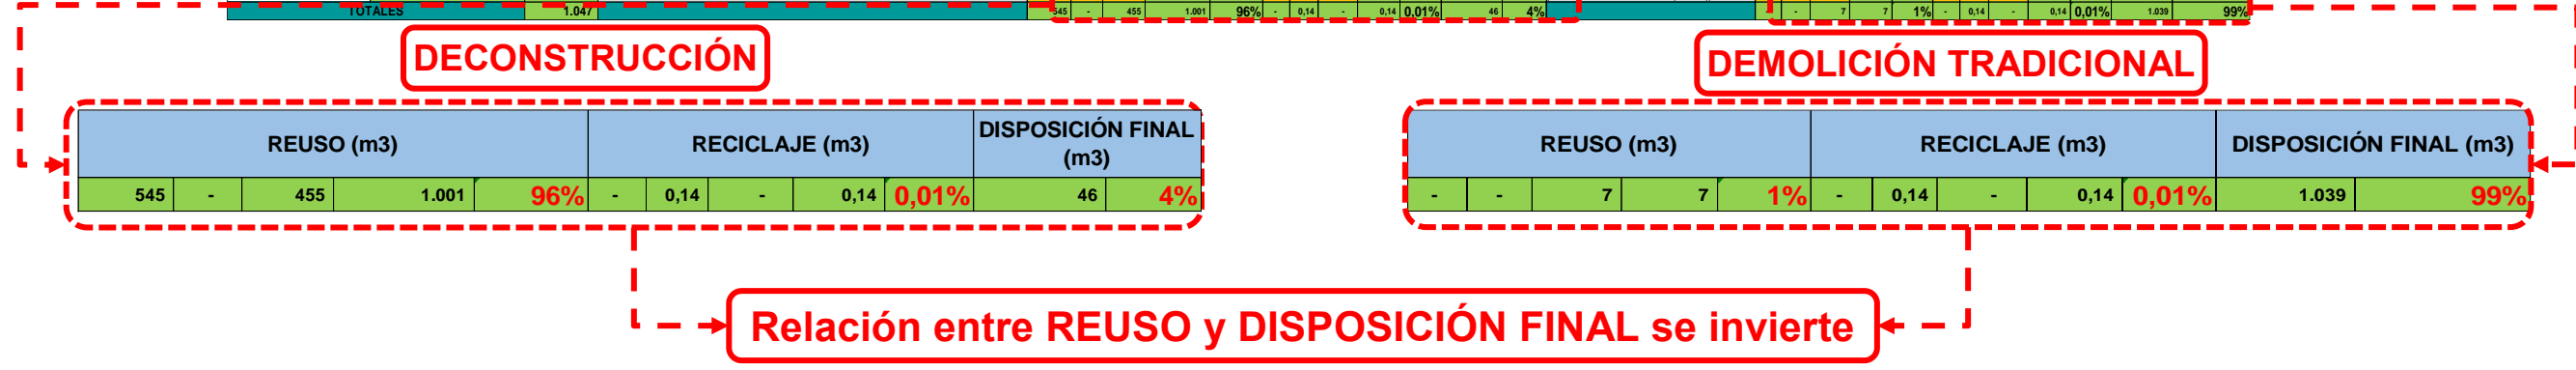 TOTALES 1.047 545 - 455 1.001 96% - 0,14 - 0,14 0,01% 46 4% - - 7 7 1% - 0,14 - 0,14 0,01% 1.039 99%
DECONSTRUCCIÓN
DEMOLICIÓN TRADICIONAL
REUSO (m3) RECICLAJE (m3) DISPOSICIÓN FINAL
(m3)
545 - 455 1.001 96% - 0,14 - 0,14 0,01% 46 4%
REUSO (m3) RECICLAJE (m3) DISPOSICIÓN FINAL (m3)
- - 7 7 1% - 0,14 - 0,14 0,01% 1.039 99%
Relación entre REUSO y DISPOSICIÓN FINAL se invierte